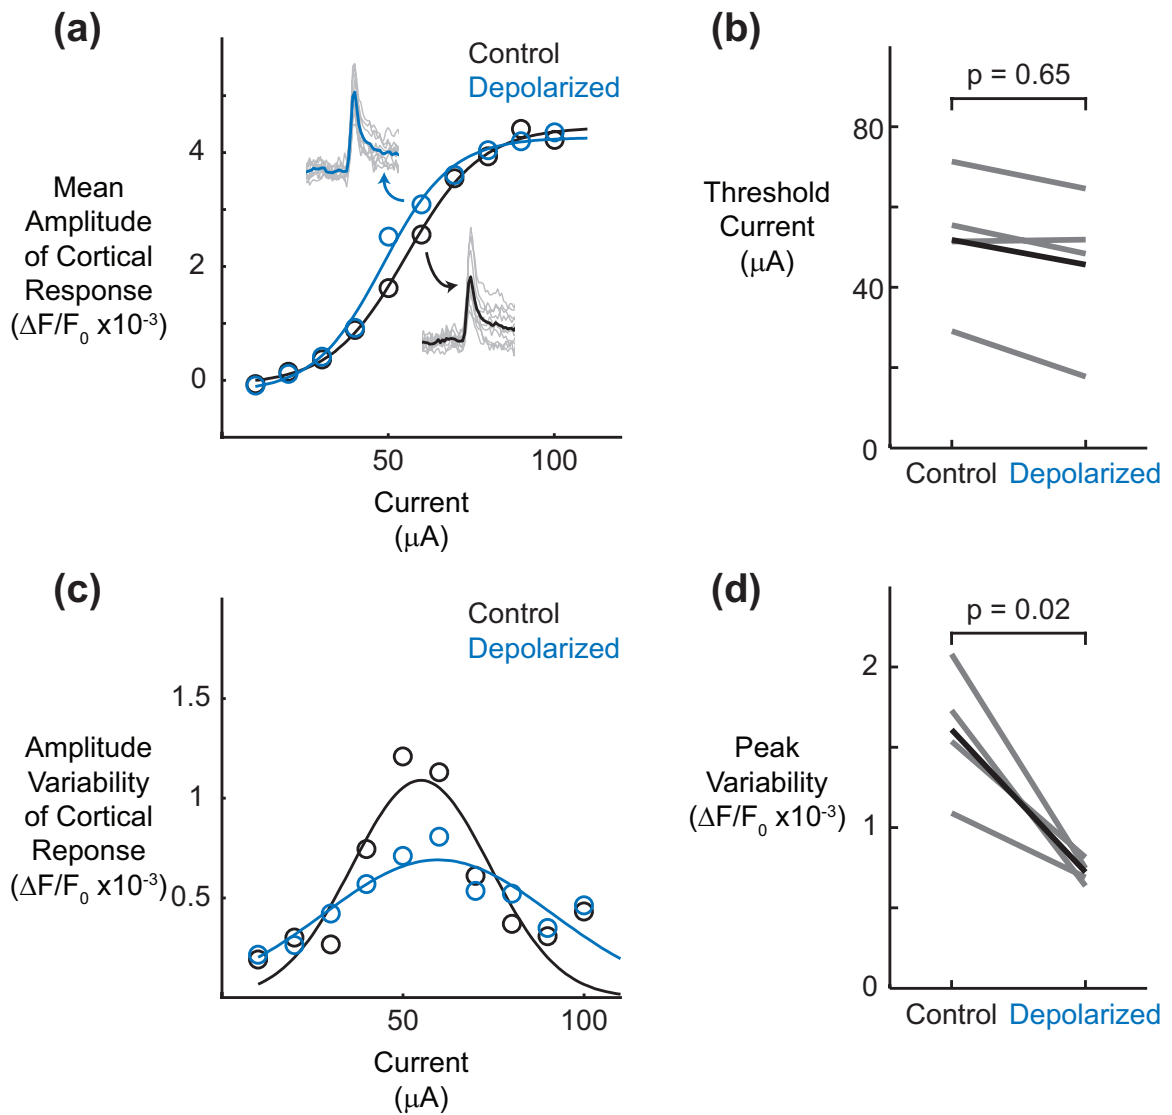 (a)
Control
Depolarized
Mean
Amplitude
of Cortical
Response
(ΔF/F₀ x10⁻³)
4
2
0
50
100
Current
(μA)
(b)
p = 0.65
Threshold
Current
(μA)
80
40
0
Control
Depolarized
(c)
Control
Depolarized
Amplitude
Variability
of Cortical
Reponse
(ΔF/F₀ x10⁻³)
1.5
1
0.5
50
100
Current
(μA)
(d)
p = 0.02
Peak
Variability
(ΔF/F₀ x10⁻³)
2
1
0
Control
Depolarized